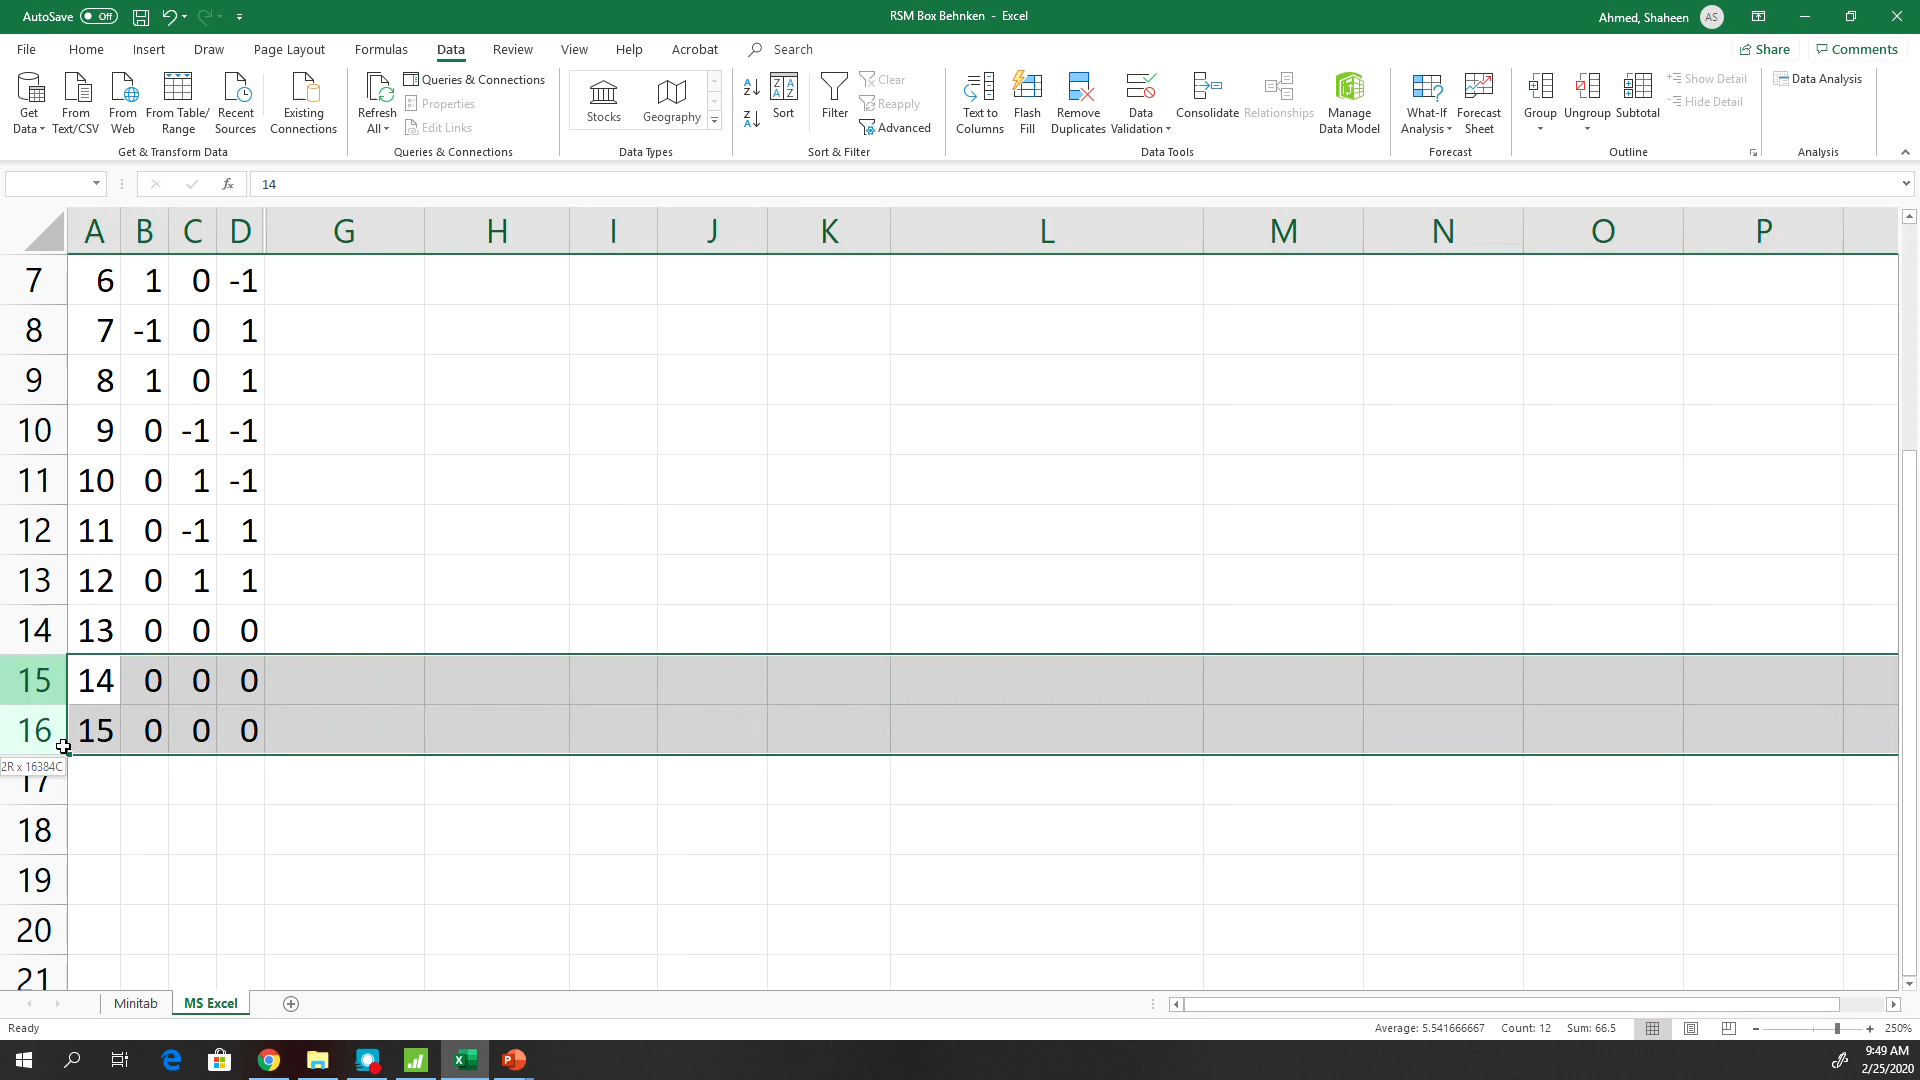 AutoSave Off
RSM Box Behnken - Excel
Ahmed, Shaheen AS
File Home Insert Draw Page Layout Formulas Data Review View Help Acrobat Search
Share Comments
Get Data
From Text/CSV
From Web
From Table/ Range
Recent Sources
Existing Connections
Get & Transform Data
Refresh All
Queries & Connections
Properties
Edit Links
Queries & Connections
Stocks
Geography
Data Types
Sort
Filter
Clear
Reapply
Advanced
Sort & Filter
Text to Columns
Flash Fill
Remove Duplicates
Data Validation
Consolidate
Relationships
Manage Data Model
Data Tools
What-If Analysis
Forecast Sheet
Forecast
Group
Ungroup
Subtotal
Show Detail
Hide Detail
Outline
Data Analysis
Analysis
fx 14
A B C D G H I J K L M N O P
7 6 1 0 -1
8 7 -1 0 1
9 8 1 0 1
10 9 0 -1 -1
11 10 0 1 -1
12 11 0 -1 1
13 12 0 1 1
14 13 0 0 0
15 14 0 0 0
16 15 0 0 0
2R x 16384C
17
18
19
20
21
Minitab MS Excel
Ready
Average: 5.541666667 Count: 12 Sum: 66.5
250%
9:49 AM
2/25/2020